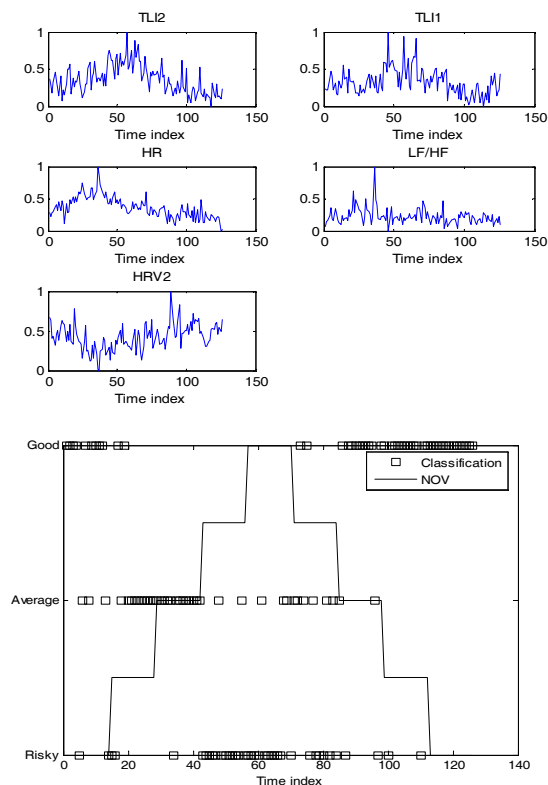 TLI2
TLI1
1
0.5
0
0 50 100 150
Time index
1
0.5
0
0 50 100 150
Time index
HR
LF/HF
1
0.5
0
0 50 100 150
Time index
1
0.5
0
0 50 100 150
Time index
HRV2
1
0.5
0
0 50 100 150
Time index
Good
Average
Risky
Classification
NOV
0 20 40 60 80 100 120 140
Time index